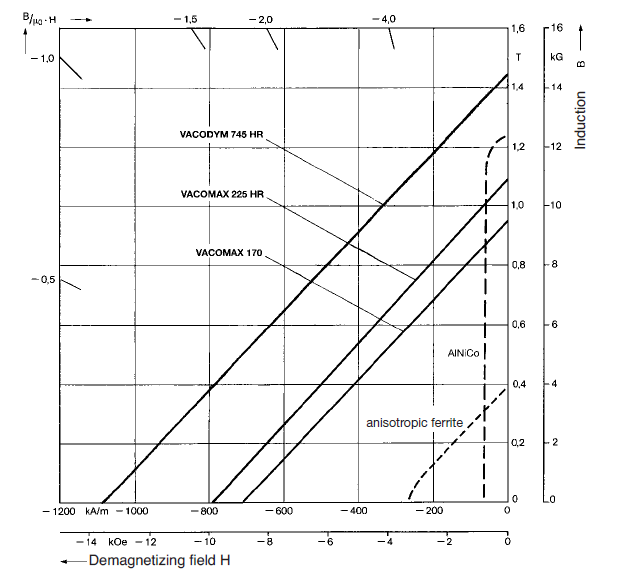 B/µ₀ · H
−1,5
−2,0
−4,0
1,6
16
−1,0
T
kG
B
1,4
14
Induction
VACODYM 745 HR
1,2
12
VACOMAX 225 HR
1,0
10
VACOMAX 170
−0,5
0,8
8
0,6
6
AlNiCo
0,4
4
anisotropic ferrite
0,2
2
0
0
−1200 kA/m −1000 −800 −600 −400 −200 0
−14 kOe −12 −10 −8 −6 −4 −2 0
Demagnetizing field H